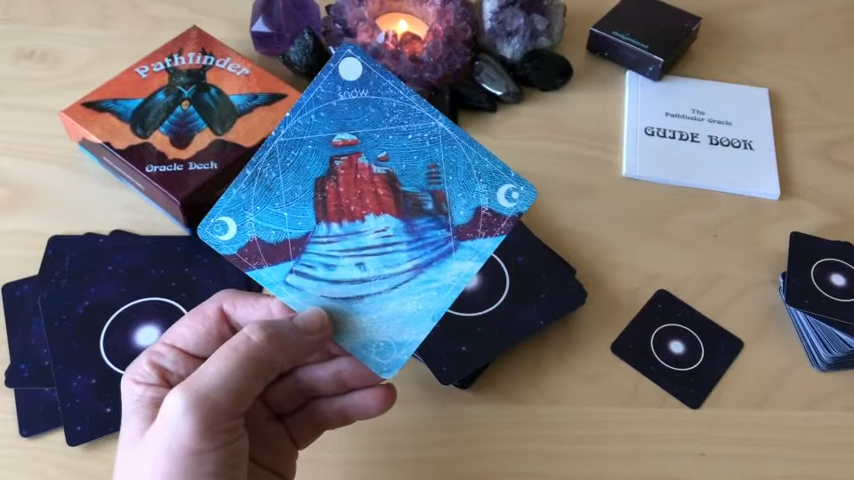 Pathfinder
Oracle Deck
SNOW
The
Pathfinder Oracle
GUIDE BOOK